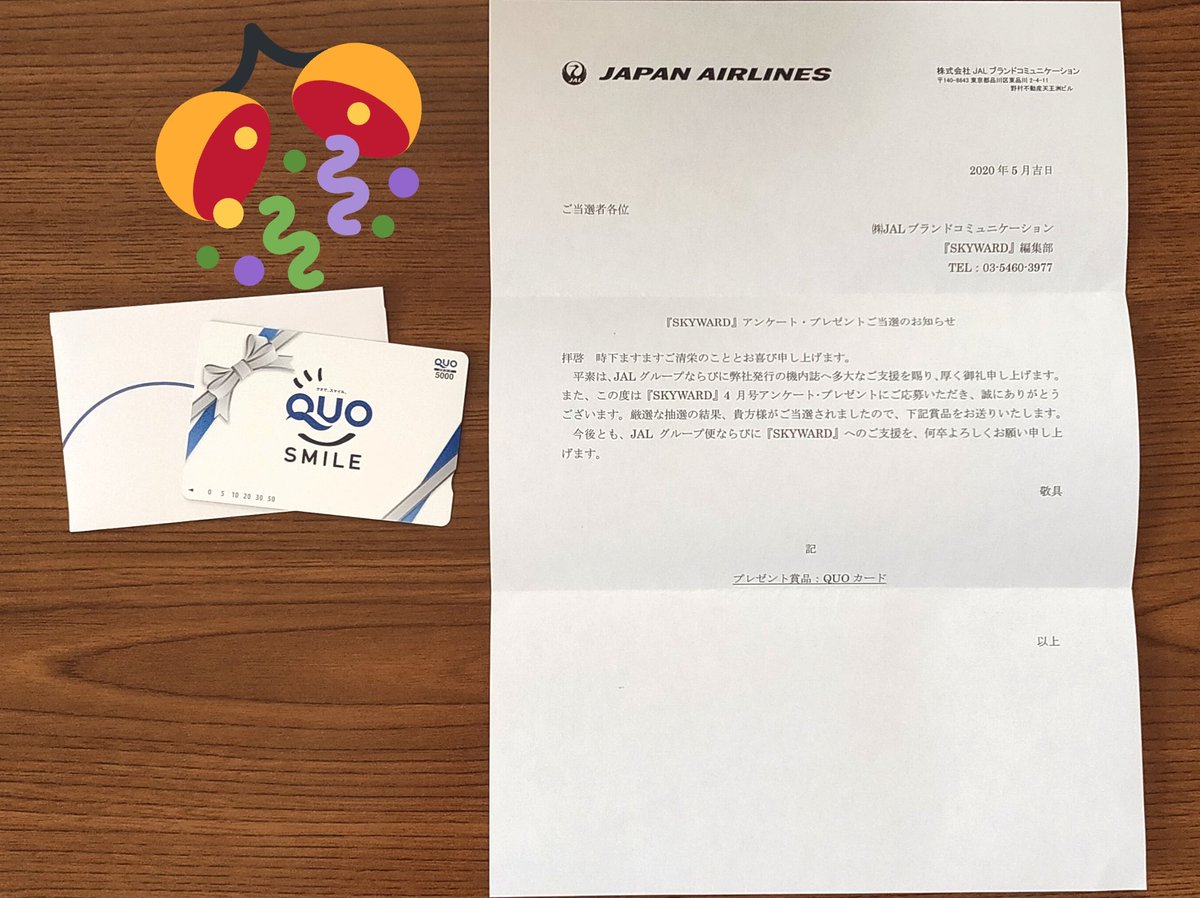 QUO
5000
すすす、スマイル。
QUO
SMILE
0 5 10 20 30 50
JAL
JAPAN AIRLINES
株式会社 JAL ブランドコミュニケーション
〒140-8643 東京都品川区東品川 2-4-11
野村不動産天王洲ビル
2020 年 5 月吉日
ご当選者各位
㈱JAL ブランドコミュニケーション
『SKYWARD』編集部
TEL：03-5460-3977
『SKYWARD』アンケート・プレゼントご当選のお知らせ
拝啓　時下ますますご清栄のこととお喜び申し上げます。
平素は、JAL グループならびに弊社発行の機内誌へ多大なご支援を賜り、厚く御礼申し上げます。
また、この度は『SKYWARD』4 月号アンケート・プレゼントにご応募いただき、誠にありがとう
ございます。厳選な抽選の結果、貴方様がご当選されましたので、下記賞品をお送りいたします。
今後とも、JAL グループ便ならびに『SKYWARD』へのご支援を、何卒よろしくお願い申し上
げます。
敬具
記
プレゼント賞品：QUO カード
以上